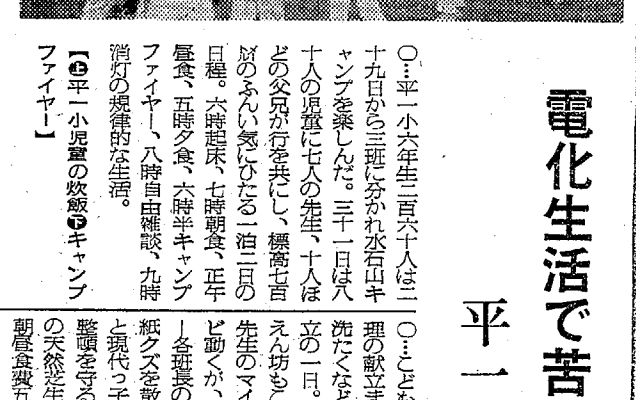 電化生活で苦
平一
〇…平一小六年生二百六十人は二
十九日から三班に分かれ水石山キ
ャンプを楽しんだ。三十一日は八
十人の児童に七人の先生、十人ほ
どの父兄が行を共にし、標高七百
㍍のふんい気にひたる一泊二日の
日程。六時起床、七時朝食、正午
昼食、五時夕食、六時半キャンプ
ファイヤー、八時自由雑談、九時
消灯の規律的な生活。
【上平一小児童の炊飯下キャンプ
ファイヤー】
〇…こども
理の献立ま
洗たくなど
立の一日。
えん坊もこ
先生のマイ
ビ動くが、
ー各班長の
紙クズを散
と現代っ子
整頓を守る
の天然芝生
朝昼食費五